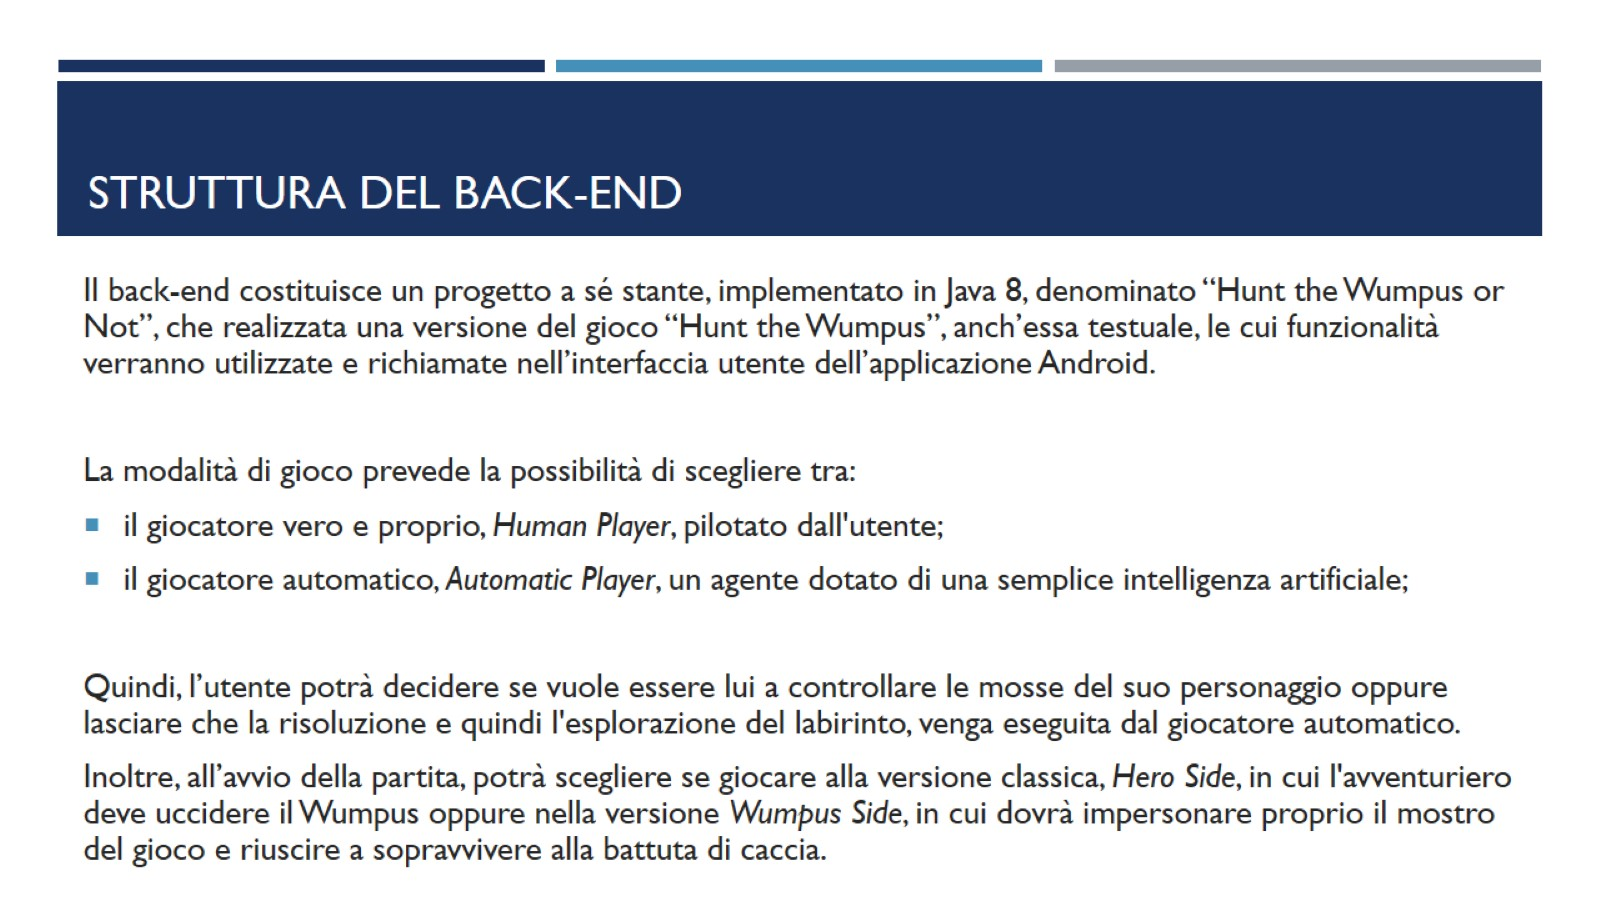 STRUTTURA DEL BACK-END
Il back-end costituisce un progetto a sé stante, implementato in Java 8, denominato “Hunt the Wumpus or
Not”, che realizzata una versione del gioco “Hunt the Wumpus”, anch’essa testuale, le cui funzionalità
verranno utilizzate e richiamate nell’interfaccia utente dell’applicazione Android.
La modalità di gioco prevede la possibilità di scegliere tra:
▪ il giocatore vero e proprio, Human Player, pilotato dall'utente;
▪ il giocatore automatico, Automatic Player, un agente dotato di una semplice intelligenza artificiale;
Quindi, l’utente potrà decidere se vuole essere lui a controllare le mosse del suo personaggio oppure
lasciare che la risoluzione e quindi l'esplorazione del labirinto, venga eseguita dal giocatore automatico.
Inoltre, all’avvio della partita, potrà scegliere se giocare alla versione classica, Hero Side, in cui l'avventuriero
deve uccidere il Wumpus oppure nella versione Wumpus Side, in cui dovrà impersonare proprio il mostro
del gioco e riuscire a sopravvivere alla battuta di caccia.